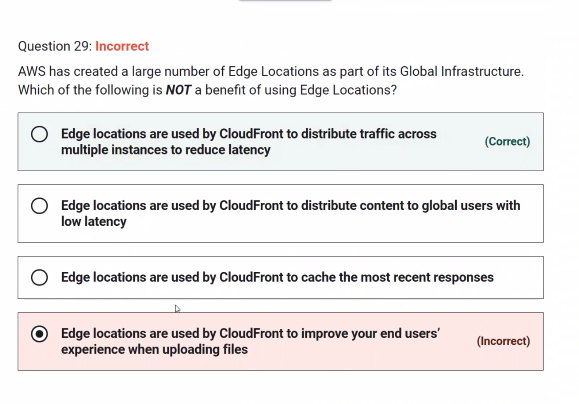 Question 29: Incorrect
AWS has created a large number of Edge Locations as part of its Global Infrastructure.
Which of the following is NOT a benefit of using Edge Locations?
Edge locations are used by CloudFront to distribute traffic across
multiple instances to reduce latency
(Correct)
Edge locations are used by CloudFront to distribute content to global users with
low latency
Edge locations are used by CloudFront to cache the most recent responses
Edge locations are used by CloudFront to improve your end users’
experience when uploading files
(Incorrect)